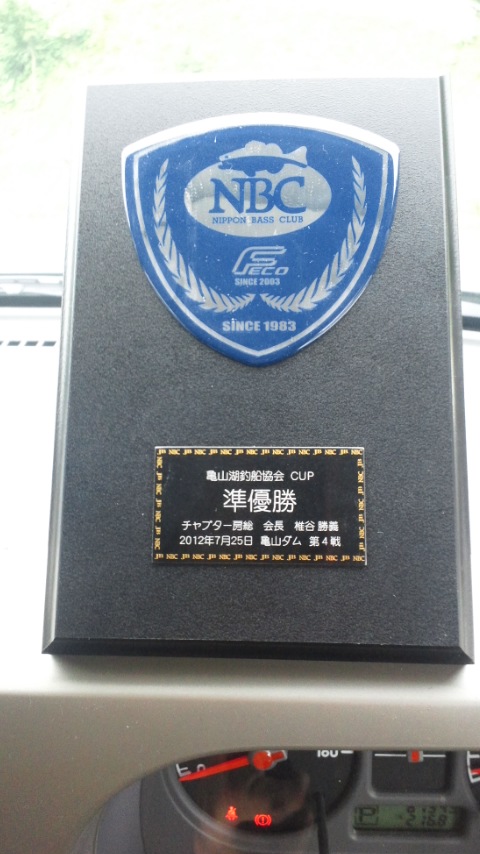 NBC
NIPPON BASS CLUB
FECO
SINCE 2003
SINCE 1983
亀山湖釣船協会 CUP
準優勝
チャプター房総 会長 椎谷 勝義
2012年7月25日 亀山ダム 第4戦
160
P